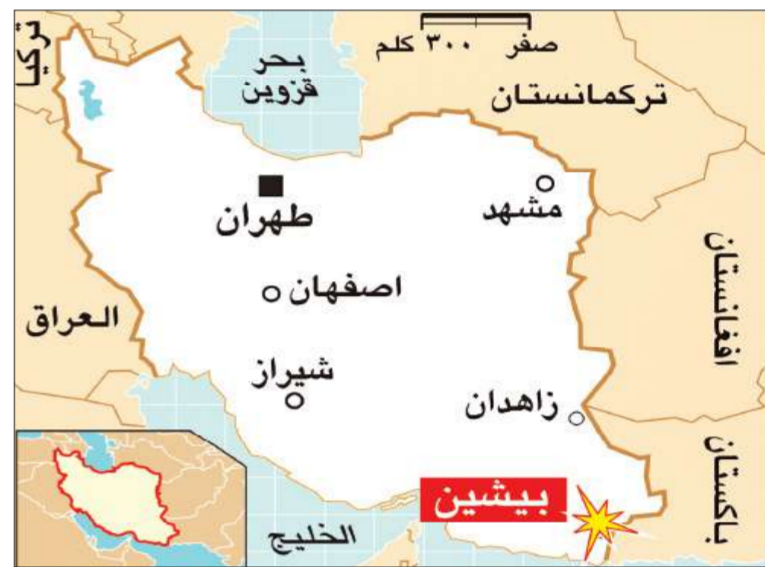 صفر ٣٠٠ كلم
تركيا
بحر
قزوين
تركمانستان
مشهد
طهران
افغانستان
اصفهان
العراق
شيراز
زاهدان
بيشين
باكستان
الخليج